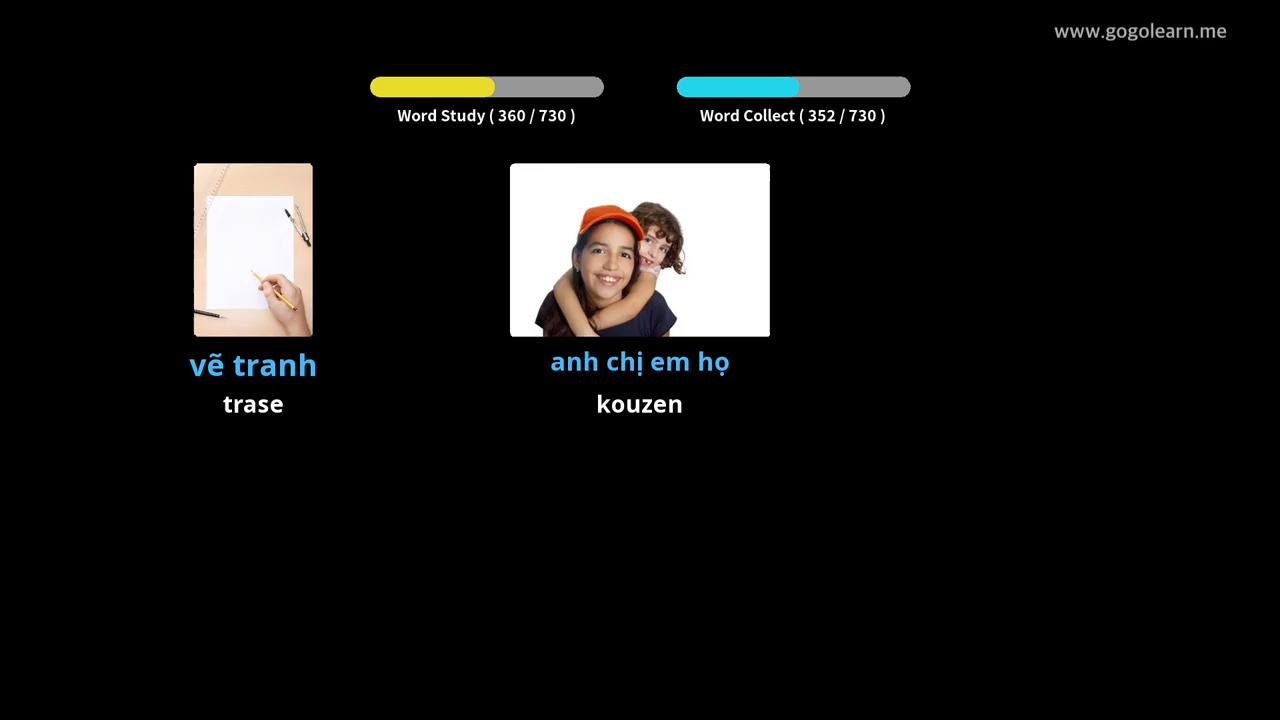 www.gogolearn.me
Word Study ( 360 / 730 )
Word Collect ( 352 / 730 )
vẽ tranh
trase
anh chị em họ
kouzen